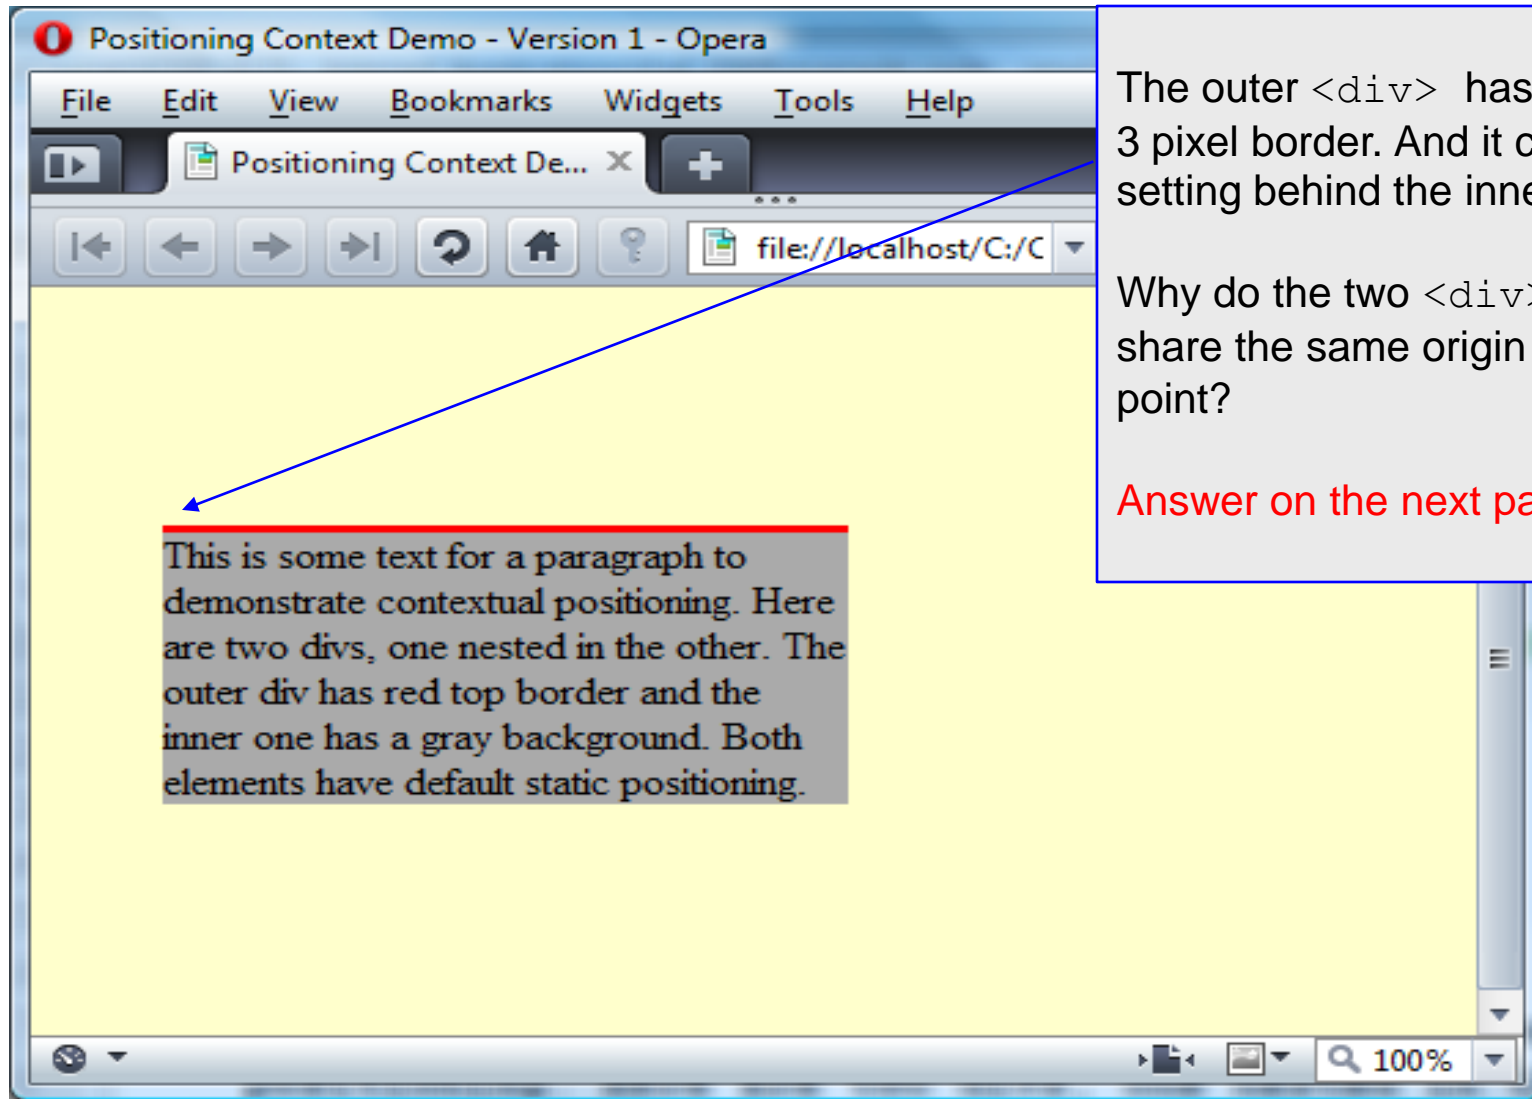 Positioning Context Demo - Version 1 - Opera
File Edit View Bookmarks Widgets Tools Help
Positioning Context De...
file://localhost/C:/C
The outer <div> has
3 pixel border. And it
setting behind the
Why do the two <div>
share the same origin
point?
Answer on the next
This is some text for a paragraph to
demonstrate contextual positioning. Here
are two divs, one nested in the other. The
outer div has red top border and the
inner one has a gray background. Both
elements have default static positioning.
100%